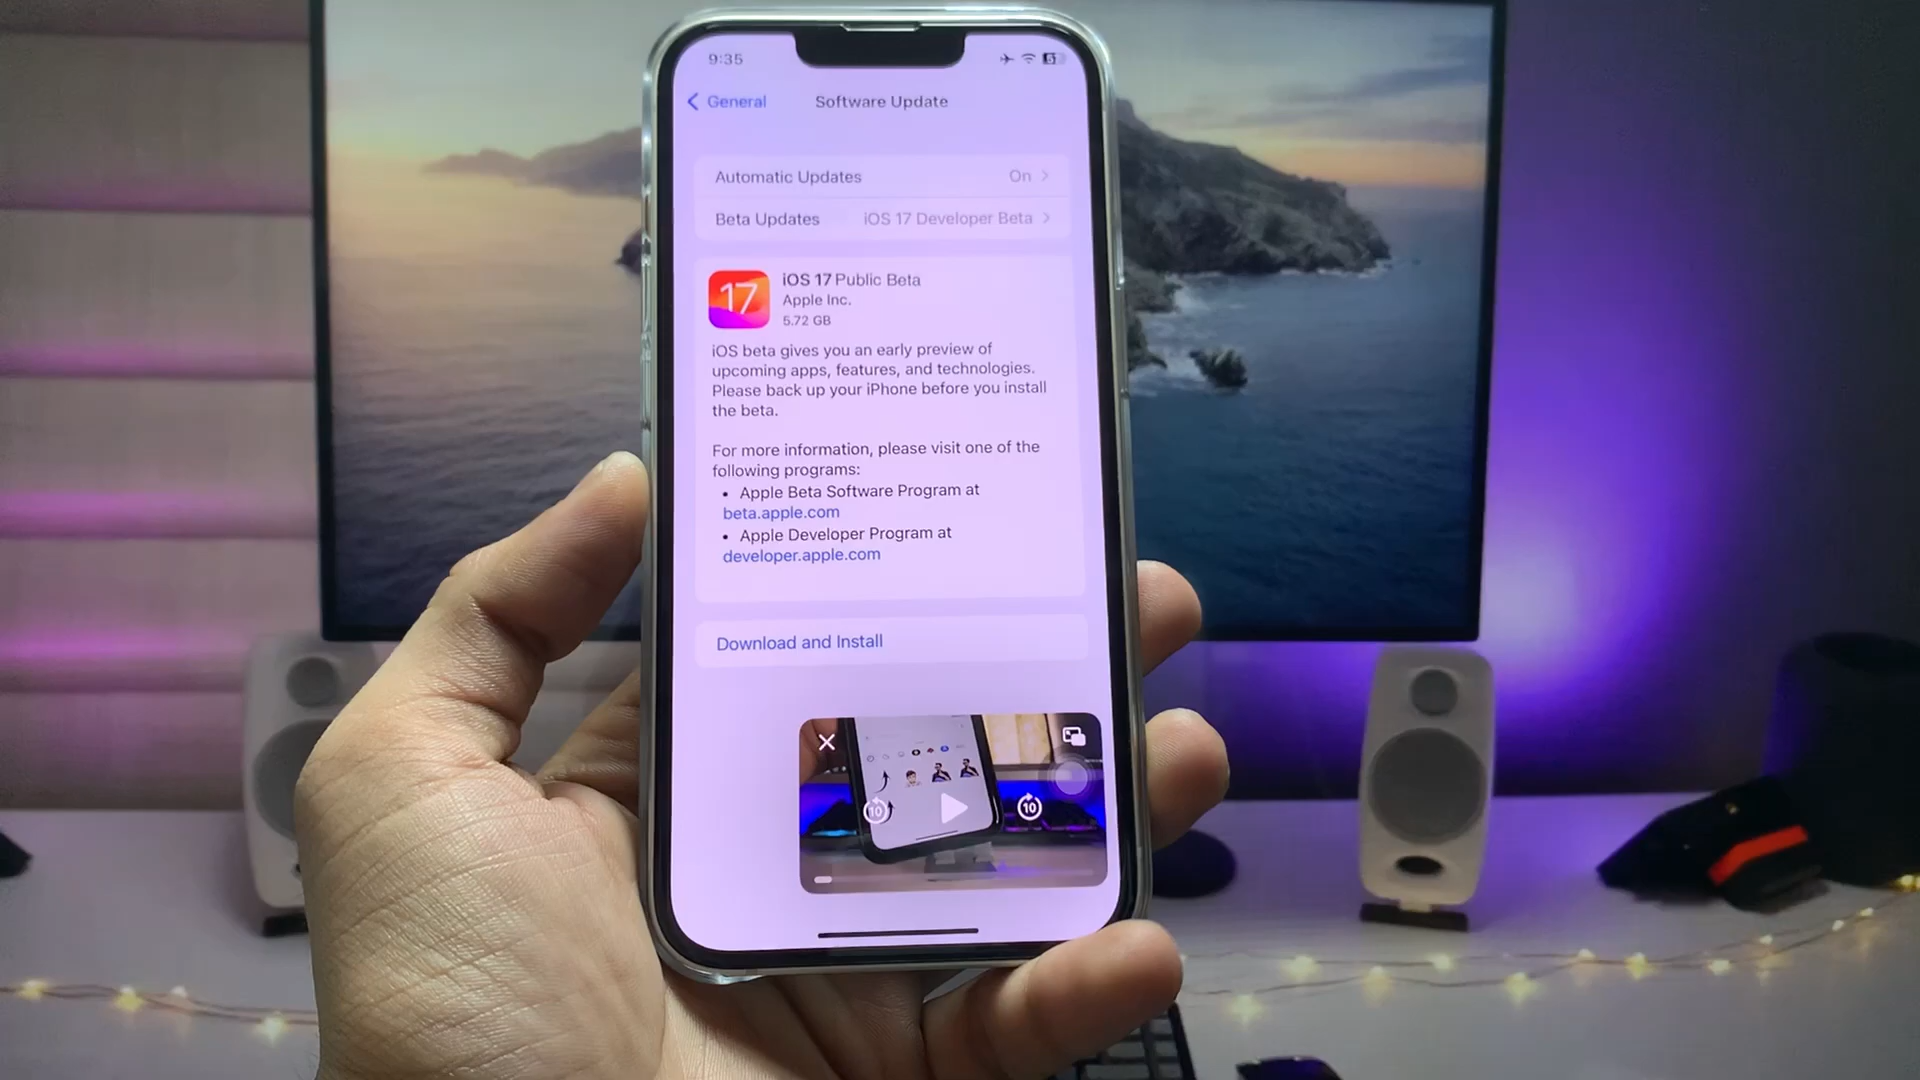 9:35
General
Software Update
Automatic Updates On
Beta Updates iOS 17 Developer Beta
17
iOS 17 Public Beta
Apple Inc.
5.72 GB
iOS beta gives you an early preview of
upcoming apps, features, and technologies.
Please back up your iPhone before you install
the beta.
For more information, please visit one of the
following programs:
• Apple Beta Software Program at
beta.apple.com
• Apple Developer Program at
developer.apple.com
Download and Install
10
10